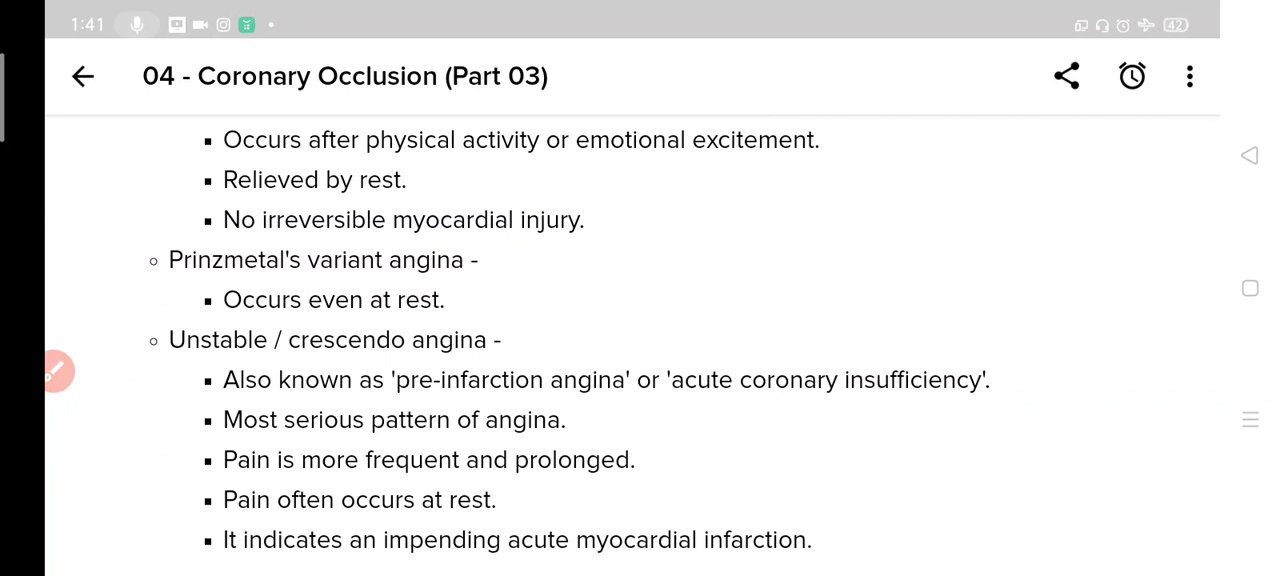 1:41
42
04 - Coronary Occlusion (Part 03)
▪ Occurs after physical activity or emotional excitement.
▪ Relieved by rest.
▪ No irreversible myocardial injury.
○ Prinzmetal's variant angina -
▪ Occurs even at rest.
○ Unstable / crescendo angina -
▪ Also known as 'pre-infarction angina' or 'acute coronary insufficiency'.
▪ Most serious pattern of angina.
▪ Pain is more frequent and prolonged.
▪ Pain often occurs at rest.
▪ It indicates an impending acute myocardial infarction.